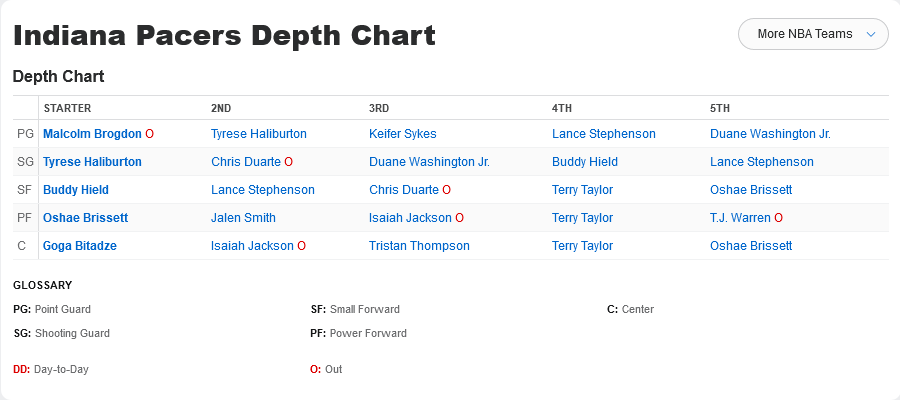 Indiana Pacers Depth Chart
More NBA Teams
Depth Chart
STARTER 2ND 3RD 4TH 5TH
PG Malcolm Brogdon O Tyrese Haliburton Keifer Sykes Lance Stephenson Duane Washington Jr.
SG Tyrese Haliburton Chris Duarte O Duane Washington Jr. Buddy Hield Lance Stephenson
SF Buddy Hield Lance Stephenson Chris Duarte O Terry Taylor Oshae Brissett
PF Oshae Brissett Jalen Smith Isaiah Jackson O Terry Taylor T.J. Warren O
C Goga Bitadze Isaiah Jackson O Tristan Thompson Terry Taylor Oshae Brissett
GLOSSARY
PG: Point Guard SF: Small Forward C: Center
SG: Shooting Guard PF: Power Forward
DD: Day-to-Day O: Out